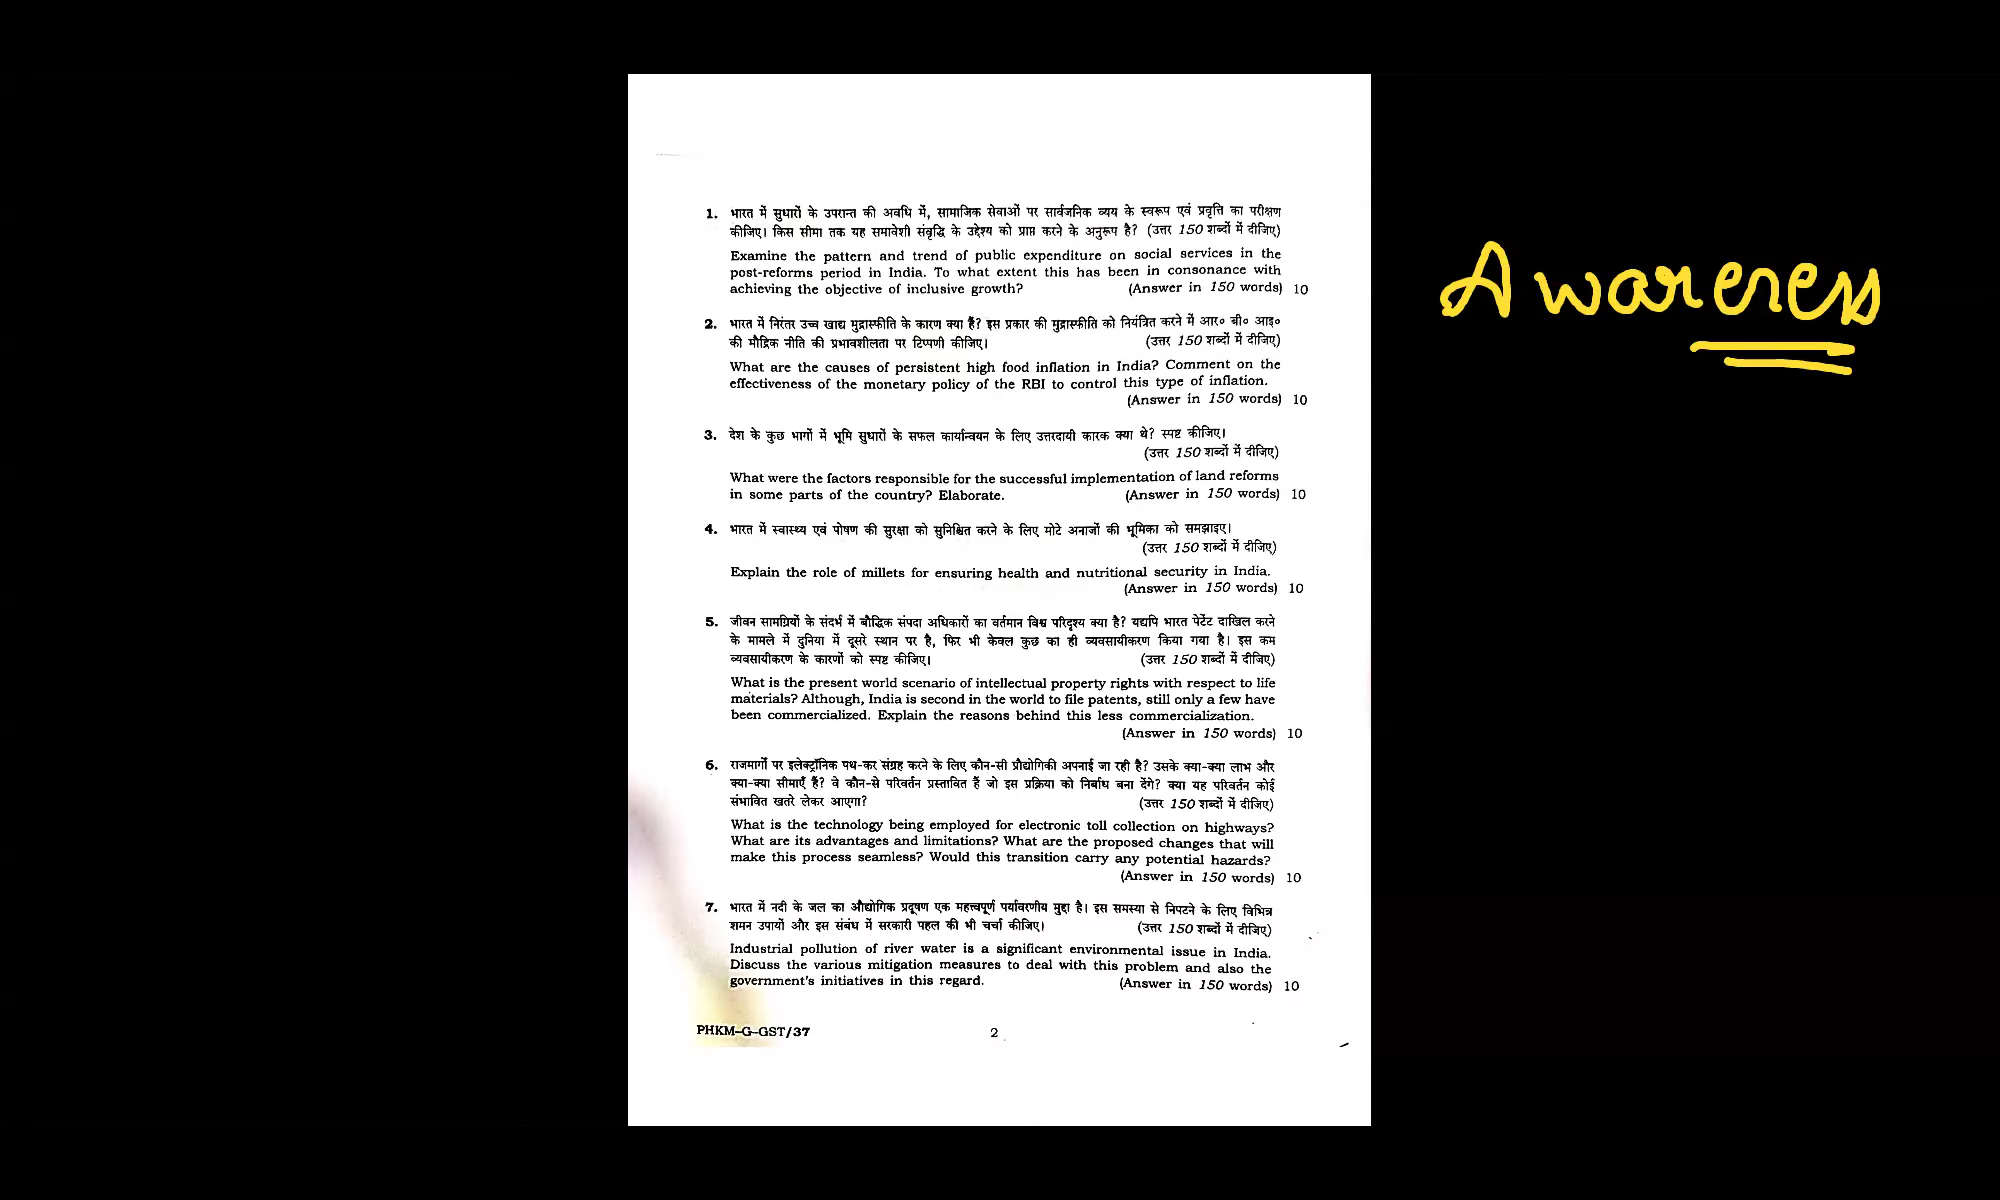 1. भारत में सुधारों के उपरान्त की अवधि में, सामाजिक सेवाओं पर सार्वजनिक व्यय के स्वरूप एवं प्रवृत्ति का परीक्षण
कीजिए। किस सीमा तक यह समावेशी संवृद्धि के उद्देश्य को प्राप्त करने के अनुरूप है? (उत्तर 150 शब्दों में दीजिए)
Examine the pattern and trend of public expenditure on social services in the
post-reforms period in India. To what extent this has been in consonance with
achieving the objective of inclusive growth? (Answer in 150 words) 10
2. भारत में निरंतर उच्च खाद्य मुद्रास्फीति के कारण क्या हैं? इस प्रकार की मुद्रास्फीति को नियंत्रित करने में आर० बी० आइ०
की मौद्रिक नीति की प्रभावशीलता पर टिप्पणी कीजिए। (उत्तर 150 शब्दों में दीजिए)
What are the causes of persistent high food inflation in India? Comment on the
effectiveness of the monetary policy of the RBI to control this type of inflation.
(Answer in 150 words) 10
3. देश के कुछ भागों में भूमि सुधारों के सफल कार्यान्वयन के लिए उत्तरदायी कारक क्या थे? स्पष्ट कीजिए।
(उत्तर 150 शब्दों में दीजिए)
What were the factors responsible for the successful implementation of land reforms
in some parts of the country? Elaborate. (Answer in 150 words) 10
4. भारत में स्वास्थ्य एवं पोषण की सुरक्षा को सुनिश्चित करने के लिए मोटे अनाजों की भूमिका को समझाइए।
(उत्तर 150 शब्दों में दीजिए)
Explain the role of millets for ensuring health and nutritional security in India.
(Answer in 150 words) 10
5. जीवन सामग्रियों के संदर्भ में बौद्धिक संपदा अधिकारों का वर्तमान विश्व परिदृश्य क्या है? यद्यपि भारत पेटेंट दाखिल करने
के मामले में दुनिया में दूसरे स्थान पर है, फिर भी केवल कुछ का ही व्यवसायीकरण किया गया है। इस कम
व्यवसायीकरण के कारणों को स्पष्ट कीजिए। (उत्तर 150 शब्दों में दीजिए)
What is the present world scenario of intellectual property rights with respect to life
materials? Although, India is second in the world to file patents, still only a few have
been commercialized. Explain the reasons behind this less commercialization.
(Answer in 150 words) 10
6. राजमार्गों पर इलेक्ट्रॉनिक पथ-कर संग्रह करने के लिए कौन-सी प्रौद्योगिकी अपनाई जा रही है? उसके क्या-क्या लाभ और
क्या-क्या सीमाएँ हैं? वे कौन-से परिवर्तन प्रस्तावित हैं जो इस प्रक्रिया को निर्बाध बना देंगे? क्या यह परिवर्तन कोई
संभावित खतरे लेकर आएगा? (उत्तर 150 शब्दों में दीजिए)
What is the technology being employed for electronic toll collection on highways?
What are its advantages and limitations? What are the proposed changes that will
make this process seamless? Would this transition carry any potential hazards?
(Answer in 150 words) 10
7. भारत में नदी के जल का औद्योगिक प्रदूषण एक महत्त्वपूर्ण पर्यावरणीय मुद्दा है। इस समस्या से निपटने के लिए विभिन्न
शमन उपायों और इस संबंध में सरकारी पहल की भी चर्चा कीजिए। (उत्तर 150 शब्दों में दीजिए)
Industrial pollution of river water is a significant environmental issue in India.
Discuss the various mitigation measures to deal with this problem and also the
government's initiatives in this regard. (Answer in 150 words) 10
PHKM-G-GST/37 2
Awareness